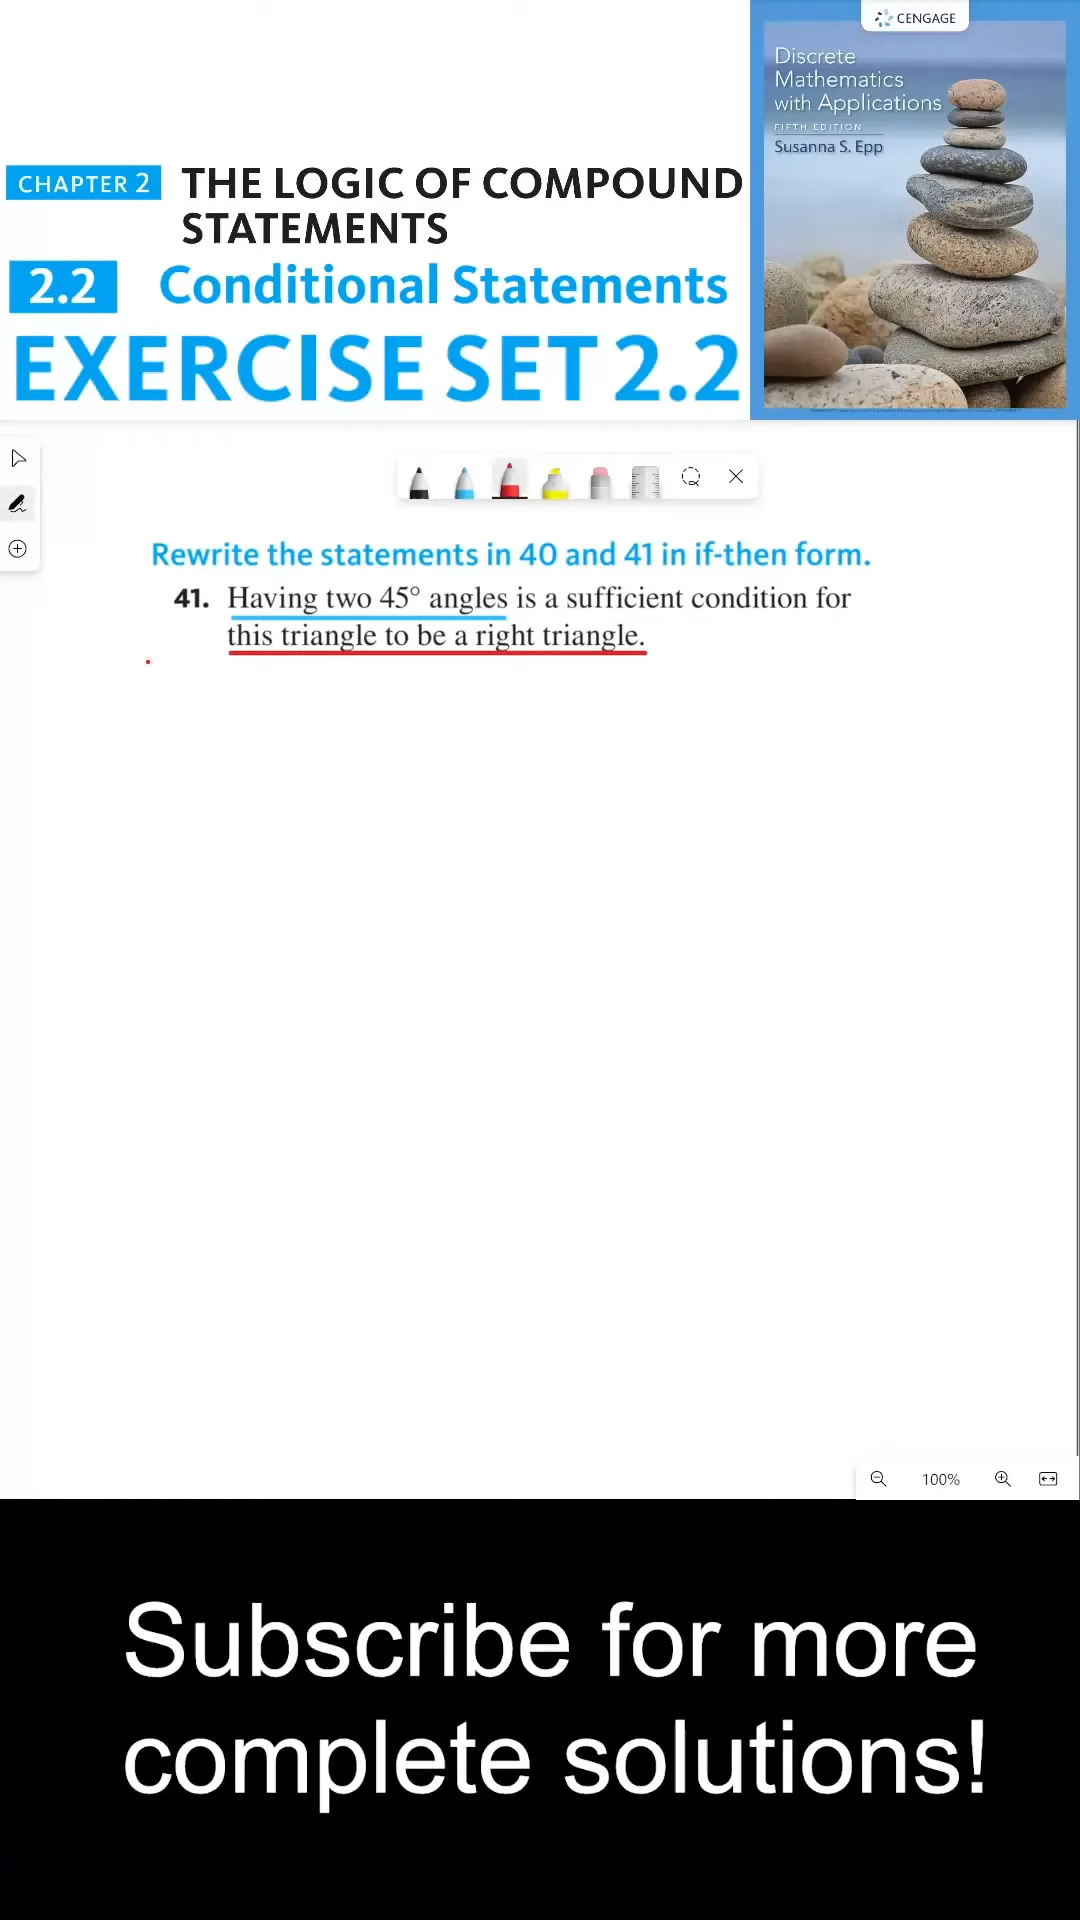 CENGAGE
Discrete
Mathematics
with Applications
FIFTH EDITION
Susanna S. Epp
CHAPTER 2 THE LOGIC OF COMPOUND
STATEMENTS
2.2 Conditional Statements
EXERCISE SET 2.2
Rewrite the statements in 40 and 41 in if-then form.
41. Having two 45° angles is a sufficient condition for
this triangle to be a right triangle.
100%
Subscribe for more
complete solutions!